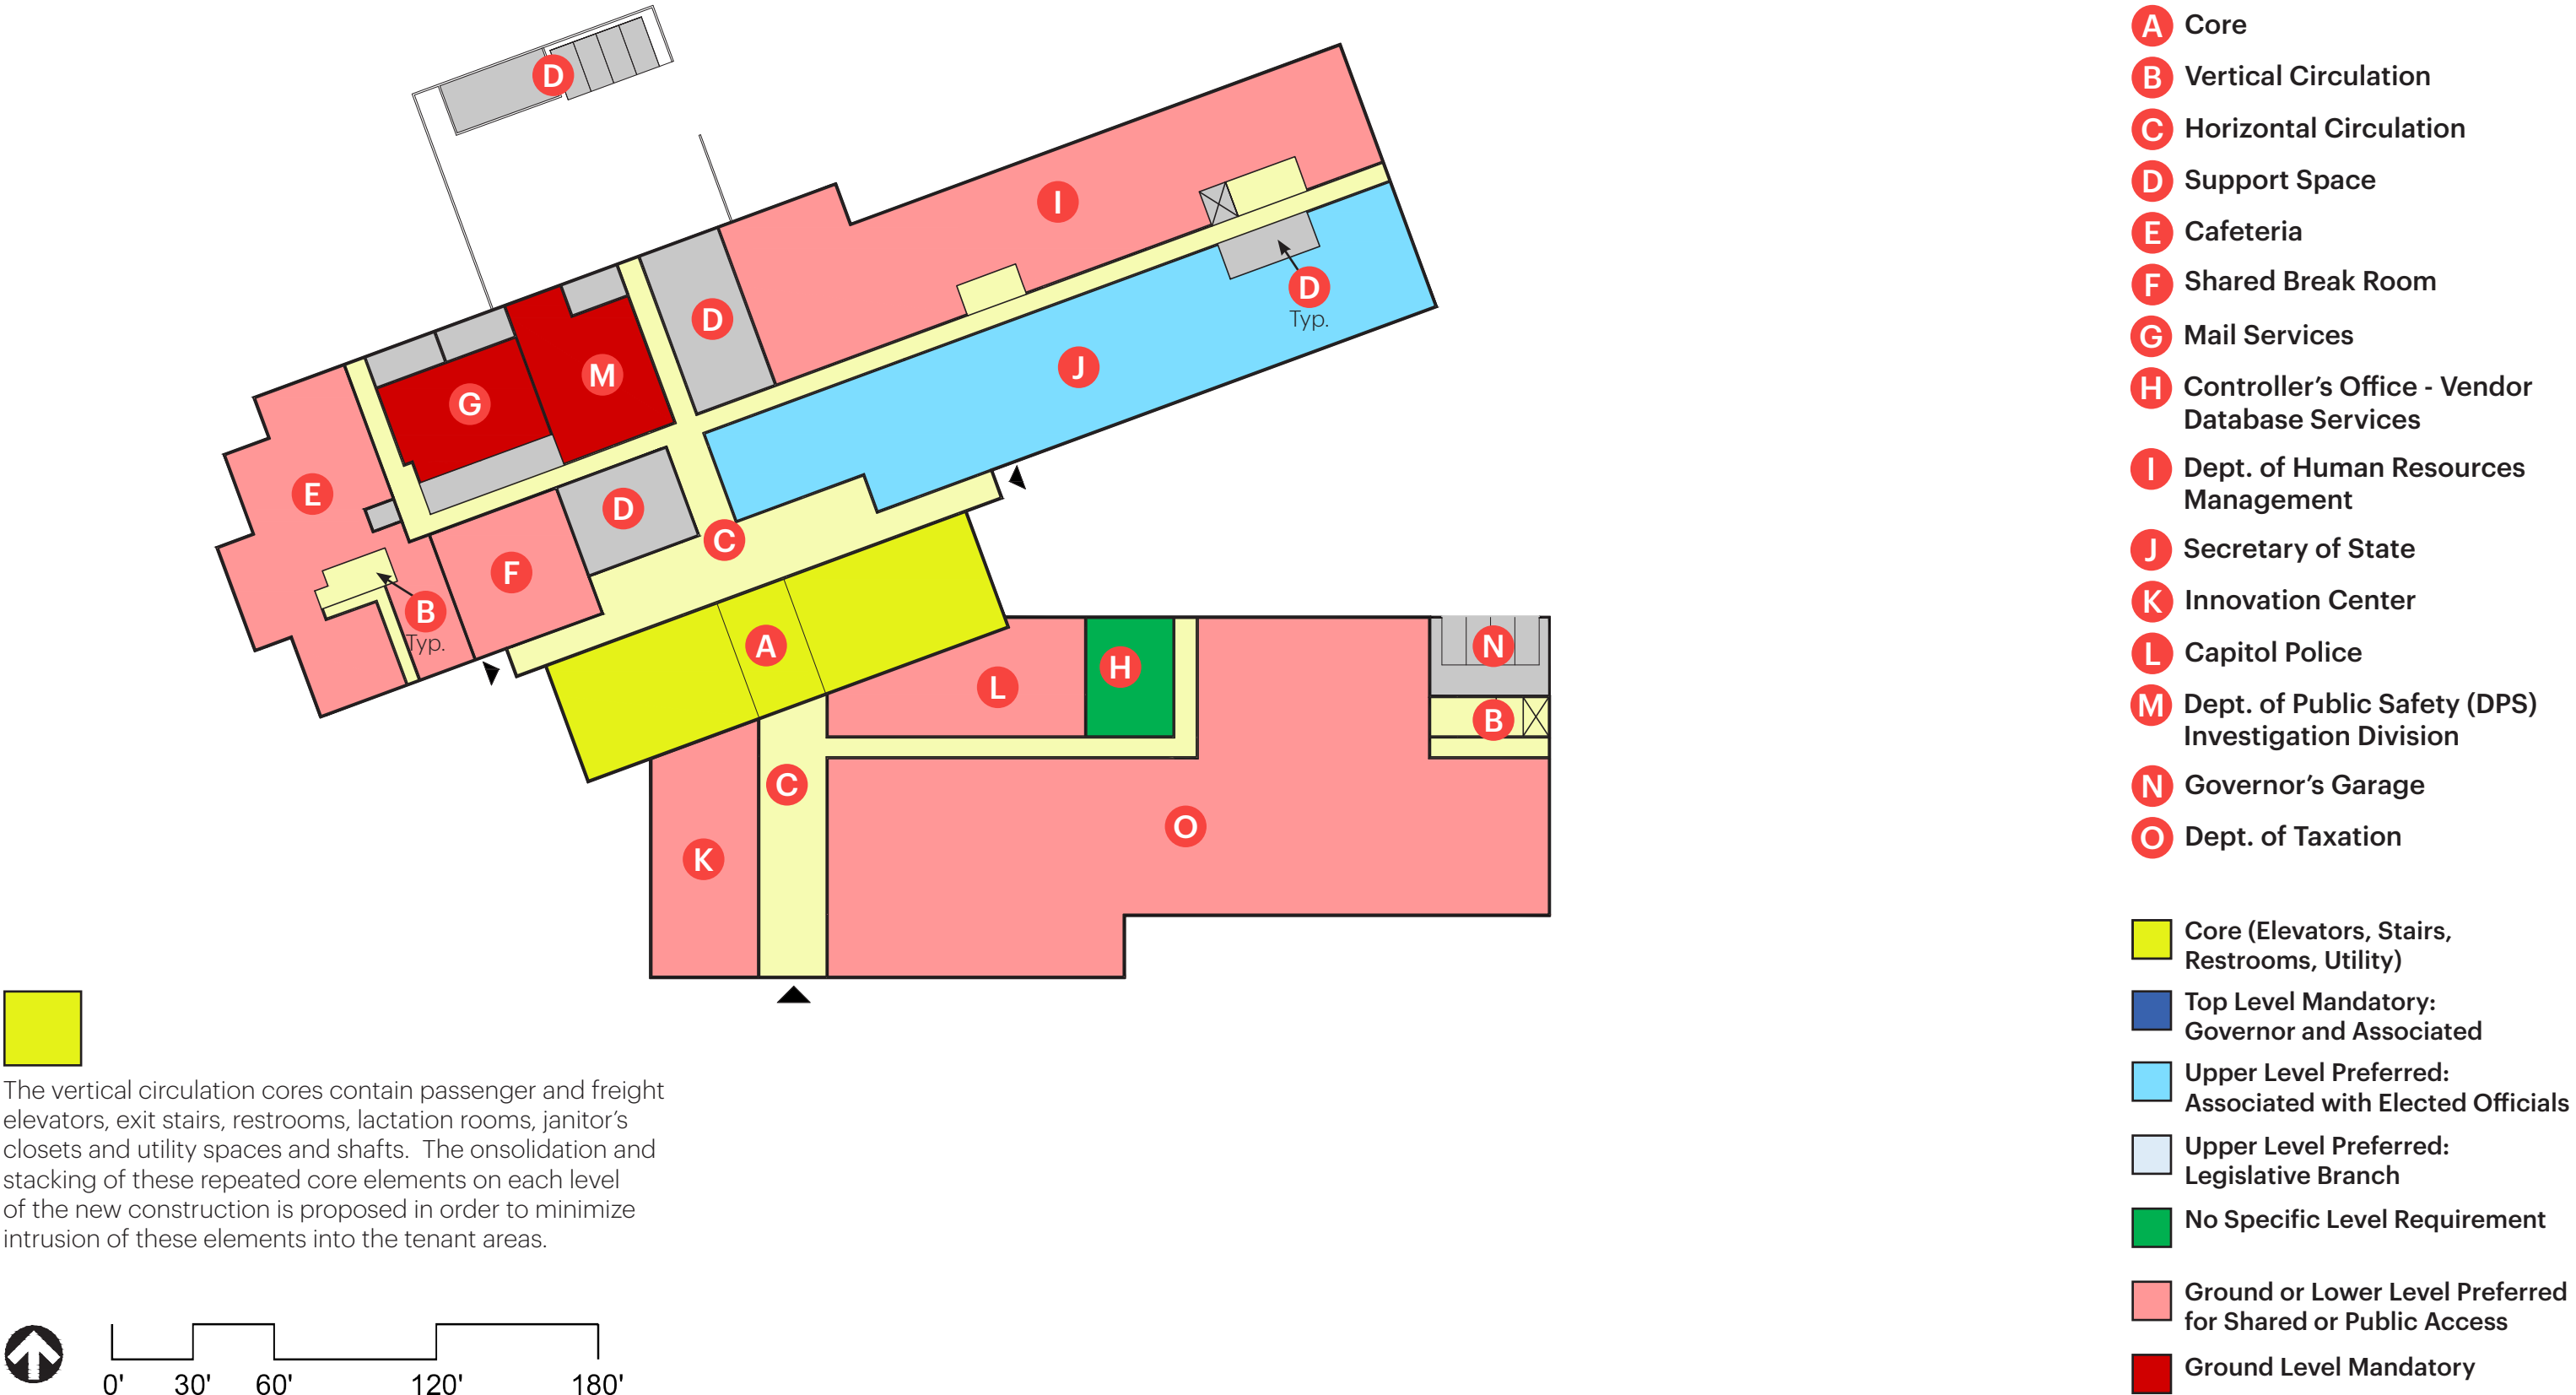 D
I
D
D
Typ.
M
J
G
E
D
C
F
B
Typ.
A
N
H
L
B
C
O
K
A Core
B Vertical Circulation
C Horizontal Circulation
D Support Space
E Cafeteria
F Shared Break Room
G Mail Services
H Controller’s Office - Vendor
Database Services
I Dept. of Human Resources
Management
J Secretary of State
K Innovation Center
L Capitol Police
M Dept. of Public Safety (DPS)
Investigation Division
N Governor’s Garage
O Dept. of Taxation
Core (Elevators, Stairs,
Restrooms, Utility)
Top Level Mandatory:
Governor and Associated
Upper Level Preferred:
Associated with Elected Officials
Upper Level Preferred:
Legislative Branch
No Specific Level Requirement
Ground or Lower Level Preferred
for Shared or Public Access
Ground Level Mandatory
The vertical circulation cores contain passenger and freight
elevators, exit stairs, restrooms, lactation rooms, janitor’s
closets and utility spaces and shafts.  The onsolidation and
stacking of these repeated core elements on each level
of the new construction is proposed in order to minimize
intrusion of these elements into the tenant areas.
0' 30' 60' 120' 180'